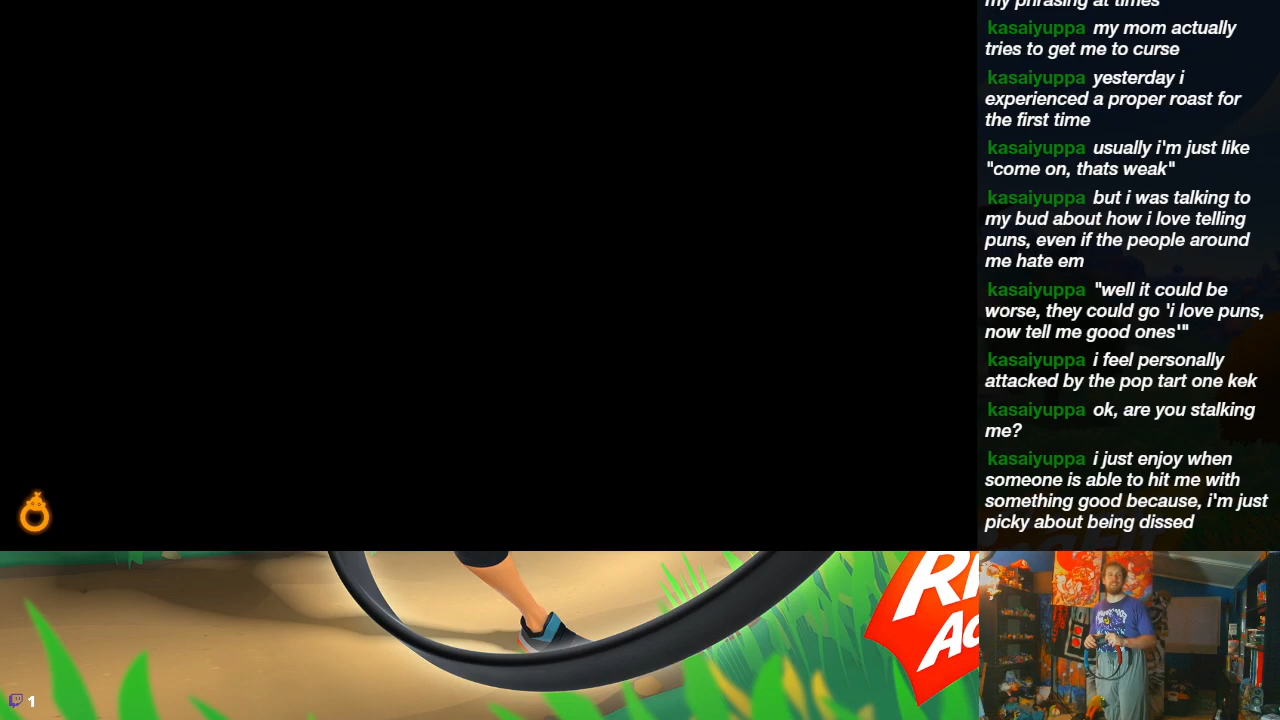 my phrasing at times
kasaiyuppa my mom actually
tries to get me to curse
kasaiyuppa yesterday i
experienced a proper roast for
the first time
kasaiyuppa usually i'm just like
"come on, thats weak"
kasaiyuppa but i was talking to
my bud about how i love telling
puns, even if the people around
me hate em
kasaiyuppa "well it could be
worse, they could go 'i love puns,
now tell me good ones'"
kasaiyuppa i feel personally
attacked by the pop tart one kek
kasaiyuppa ok, are you stalking
me?
kasaiyuppa i just enjoy when
someone is able to hit me with
something good because, i'm just
picky about being dissed
1